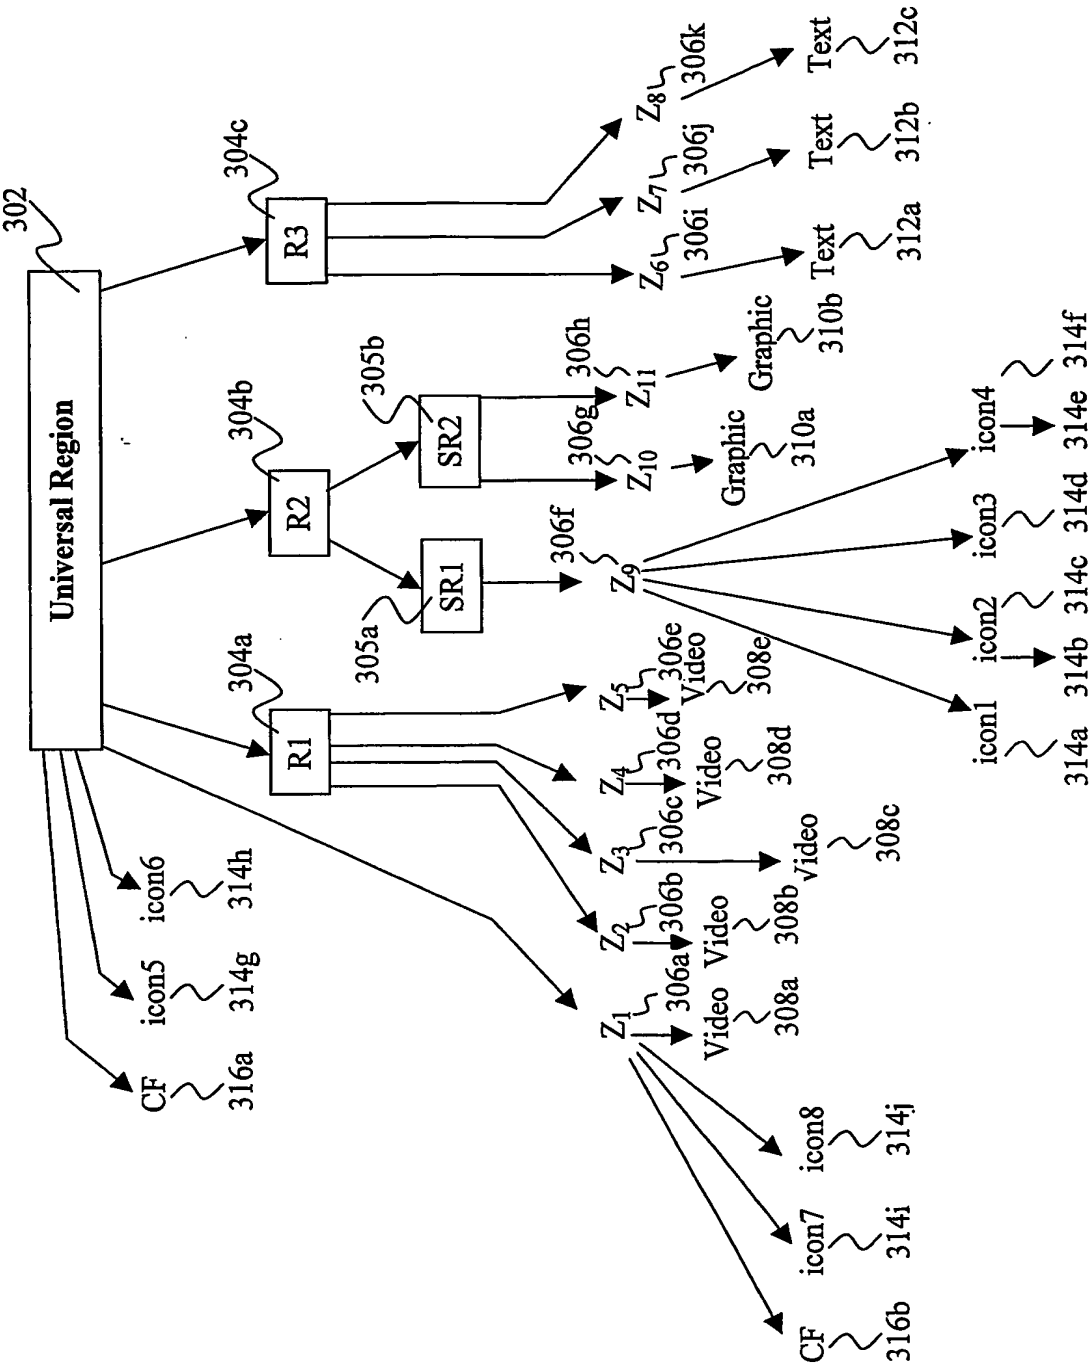 302
Universal Region
304c
R3
304b
R2
305b
SR2
305a
SR1
304a
R1
icon6
314h
icon5
314g
CF
316a
Z8 306k
Text
312c
Z7 306j
Text
312b
Z6 306i
Text
312a
306h
Z11
Graphic
310b
306g
Z10
Graphic
310a
306f
Z9
Z5 306e
Video
308e
Z4 306d
Video
308d
Z3 306c
Video
308c
Z2 306b
Video
308b
Z1 306a
Video
308a
icon4
314f
314e
icon3
314d
icon2
314c
314b
icon1
314a
icon8
314j
icon7
314i
CF
316b